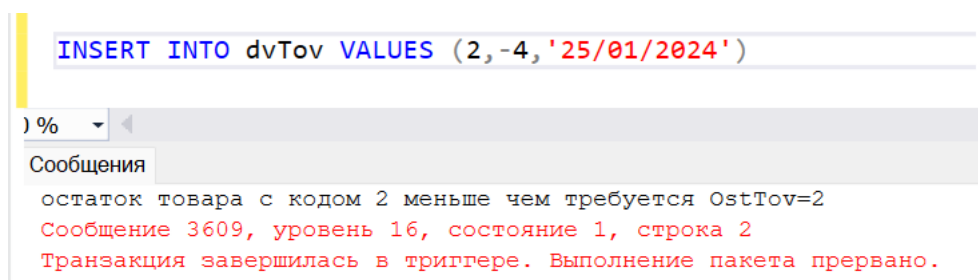 INSERT INTO dvTov VALUES (2,-4,'25/01/2024')
%
Сообщения
остаток товара с кодом 2 меньше чем требуется OstTov=2
Сообщение 3609, уровень 16, состояние 1, строка 2
Транзакция завершилась в триггере. Выполнение пакета прервано.